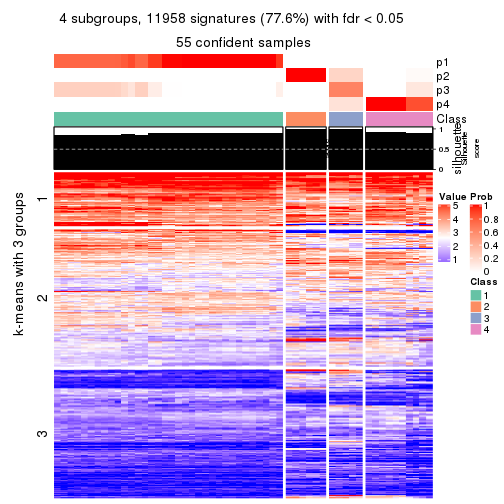 4 subgroups, 11958 signatures (77.6%) with fdr < 0.05
55 confident samples
p1
p2
p3
p4
Class
silhouette
Silhouette
score
1
0.5
0
k-means with 3 groups
1
2
3
Value
5
4
3
2
1
Prob
1
0.8
0.6
0.4
0.2
0
Class
1
2
3
4